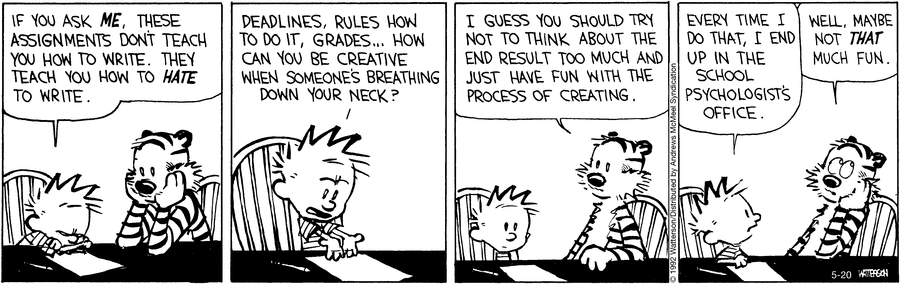 IF YOU ASK ME, THESE
ASSIGNMENTS DON'T TEACH
YOU HOW TO WRITE. THEY
TEACH YOU HOW TO HATE
TO WRITE.
DEADLINES, RULES HOW
TO DO IT, GRADES... HOW
CAN YOU BE CREATIVE
WHEN SOMEONE'S BREATHING
DOWN YOUR NECK?
I GUESS YOU SHOULD TRY
NOT TO THINK ABOUT THE
END RESULT TOO MUCH AND
JUST HAVE FUN WITH THE
PROCESS OF CREATING.
© 1992 Watterson/Distributed by Andrews McMeel Syndication
EVERY TIME I
DO THAT, I END
UP IN THE
SCHOOL
PSYCHOLOGIST'S
OFFICE.
WELL, MAYBE
NOT THAT
MUCH FUN.
5-20 WATTERSON